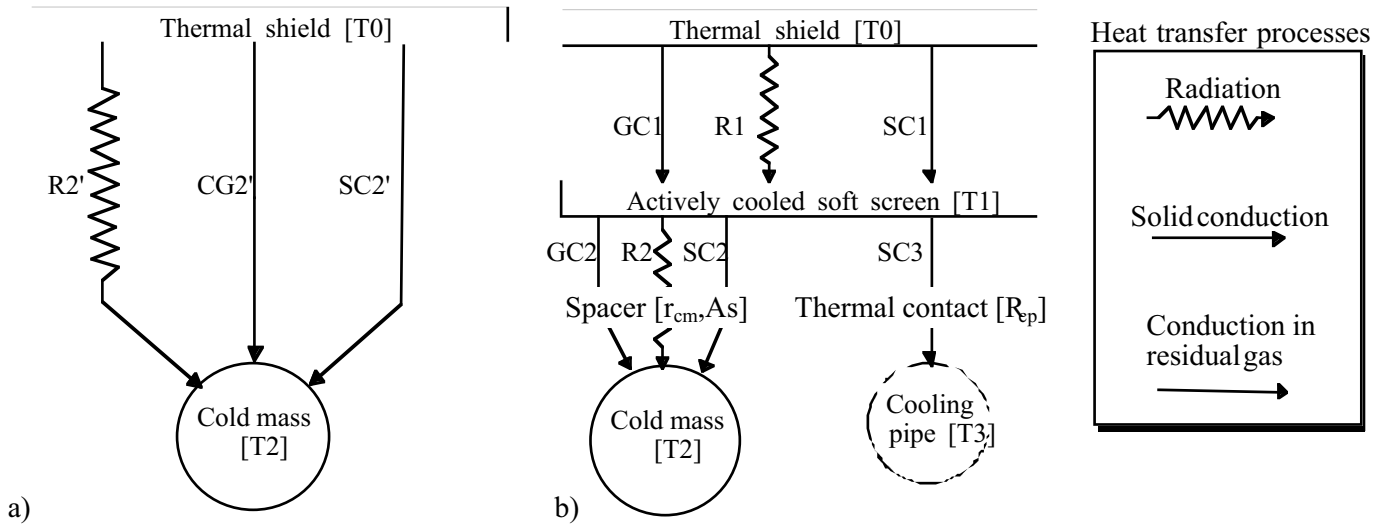 Thermal shield [T0]
R2'
CG2'
SC2'
Cold mass
[T2]
a)
Thermal shield [T0]
GC1
R1
SC1
Actively cooled soft screen [T1]
GC2
R2
SC2
SC3
Spacer [rcm,As]
Thermal contact [Rep]
Cold mass
[T2]
Cooling
pipe [T3]
b)
Heat transfer processes
Radiation
Solid conduction
Conduction in
residual gas